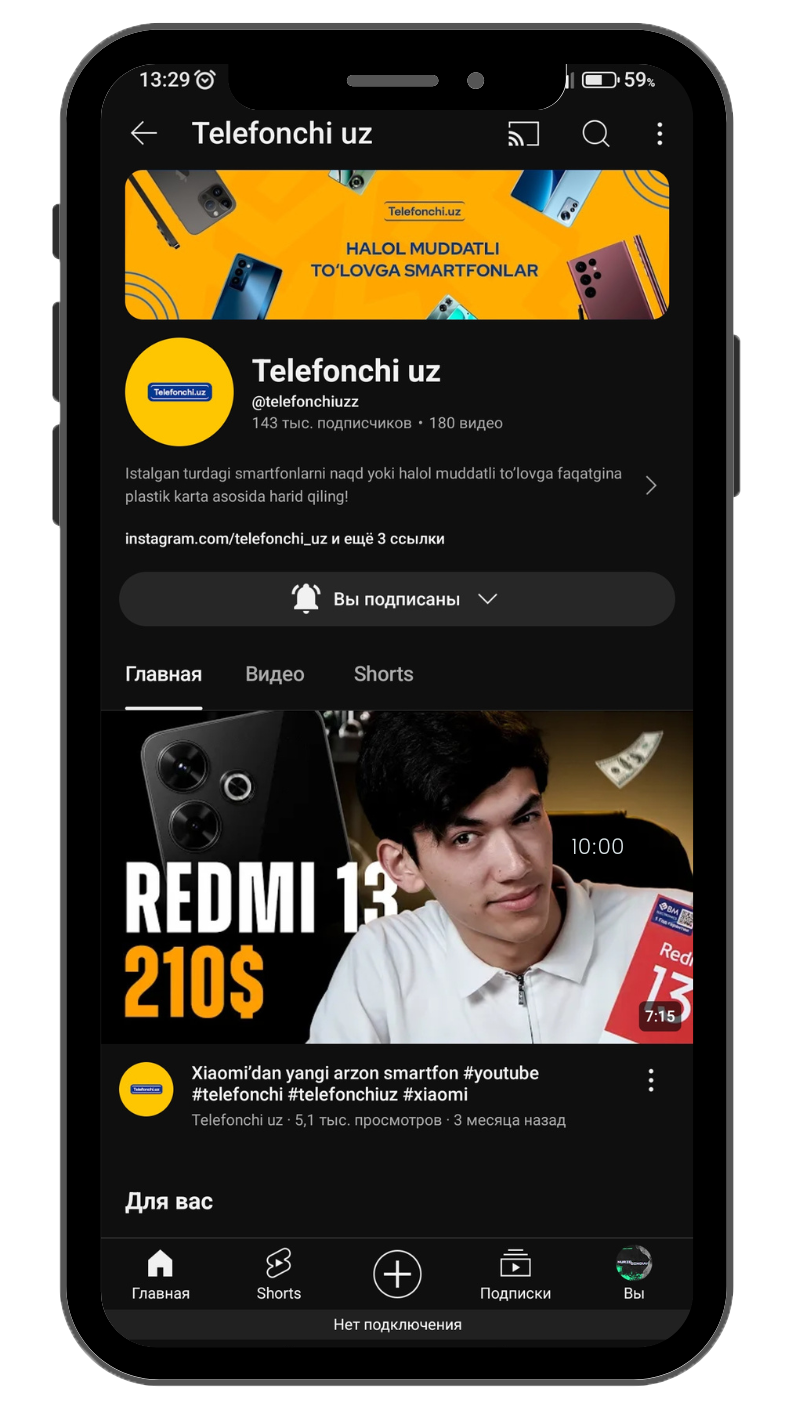 13:29
59%
Telefonchi uz
Telefonchi.uz
HALOL MUDDATLI
TO'LOVGA SMARTFONLAR
Telefonchi.uz
Telefonchi uz
@telefonchiuzz
143 тыс. подписчиков • 180 видео
Istalgan turdagi smartfonlarni naqd yoki halol muddatli to'lovga faqatgina
plastik karta asosida harid qiling!
instagram.com/telefonchi_uz и ещё 3 ссылки
Вы подписаны
Главная Видео Shorts
10:00
REDMI 13
210$
BM
Redmi
13
7:15
Telefonchi.uz
Xiaomi'dan yangi arzon smartfon #youtube
#telefonchi #telefonchiuz #xiaomi
Telefonchi uz · 5,1 тыс. просмотров · 3 месяца назад
Для вас
Главная Shorts Подписки Вы
Нет подключения